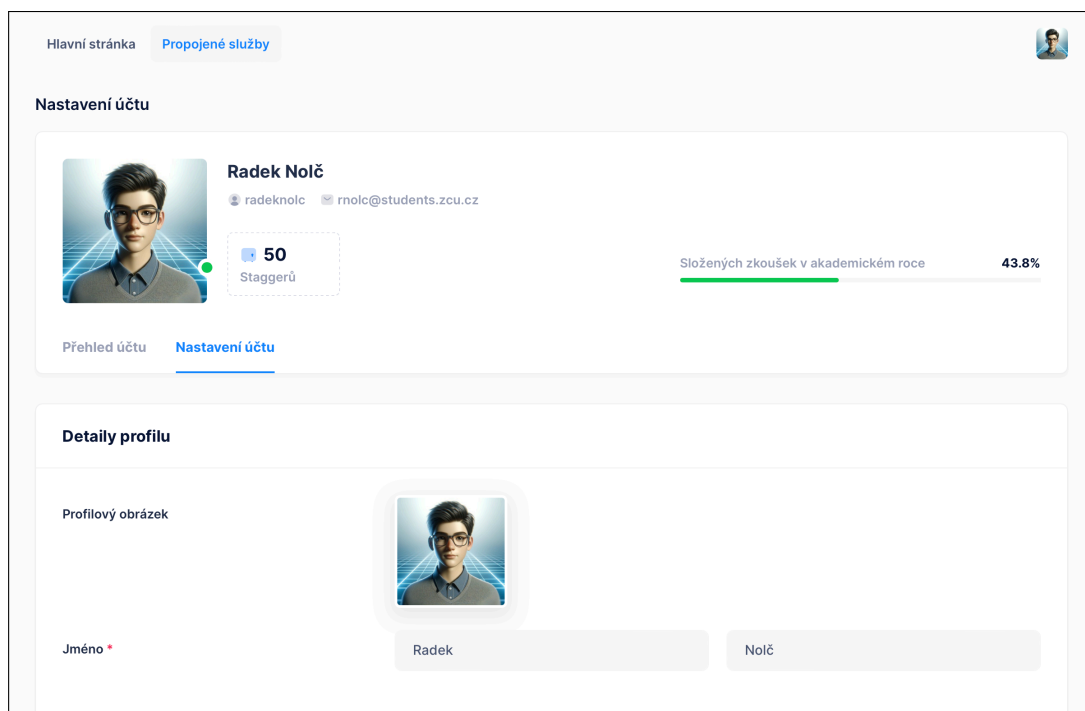 Hlavní stránka Propojené služby
Nastavení účtu
Radek Nolč
radeknolc rnolc@students.zcu.cz
50
Staggerů
Složených zkoušek v akademickém roce 43.8%
Přehled účtu Nastavení účtu
Detaily profilu
Profilový obrázek
Jméno * Radek Nolč